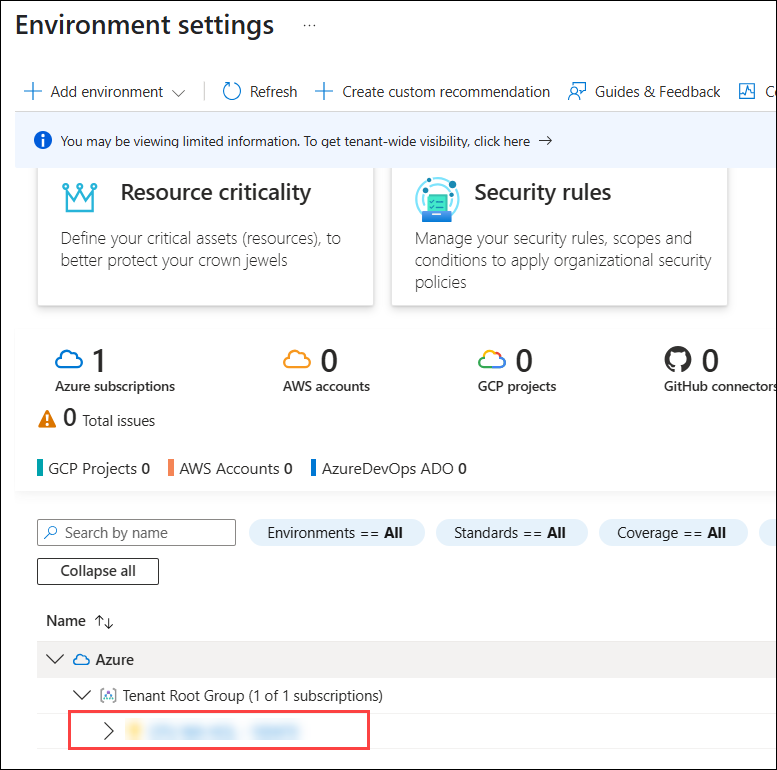 Environment settings ...
Add environment Refresh Create custom recommendation Guides & Feedback
You may be viewing limited information. To get tenant-wide visibility, click here →
Resource criticality
Define your critical assets (resources), to
better protect your crown jewels
Security rules
Manage your security rules, scopes and
conditions to apply organizational security
policies
1 0 0 0
Azure subscriptions AWS accounts GCP projects GitHub connectors
0 Total issues
GCP Projects 0 AWS Accounts 0 AzureDevOps ADO 0
Search by name Environments == All Standards == All Coverage == All
Collapse all
Name ↑↓
Azure
Tenant Root Group (1 of 1 subscriptions)